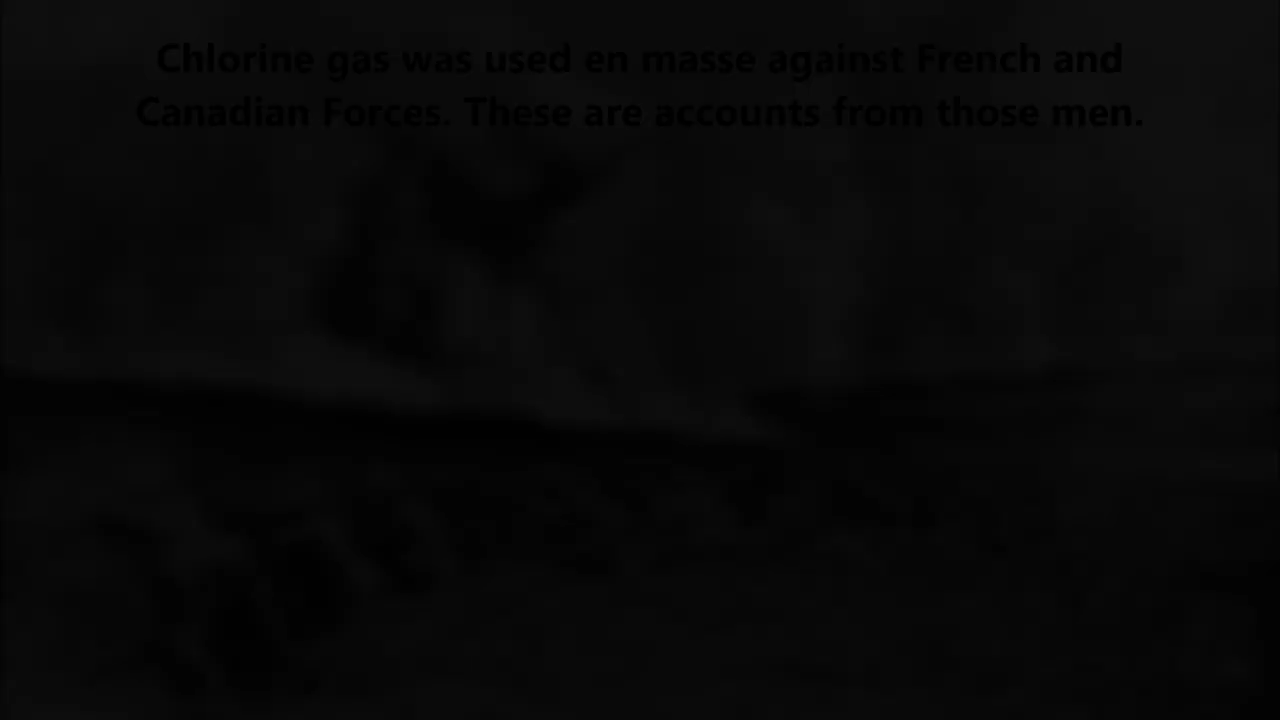 Chlorine gas was used en masse against French and
Canadian Forces. These are accounts from those men.